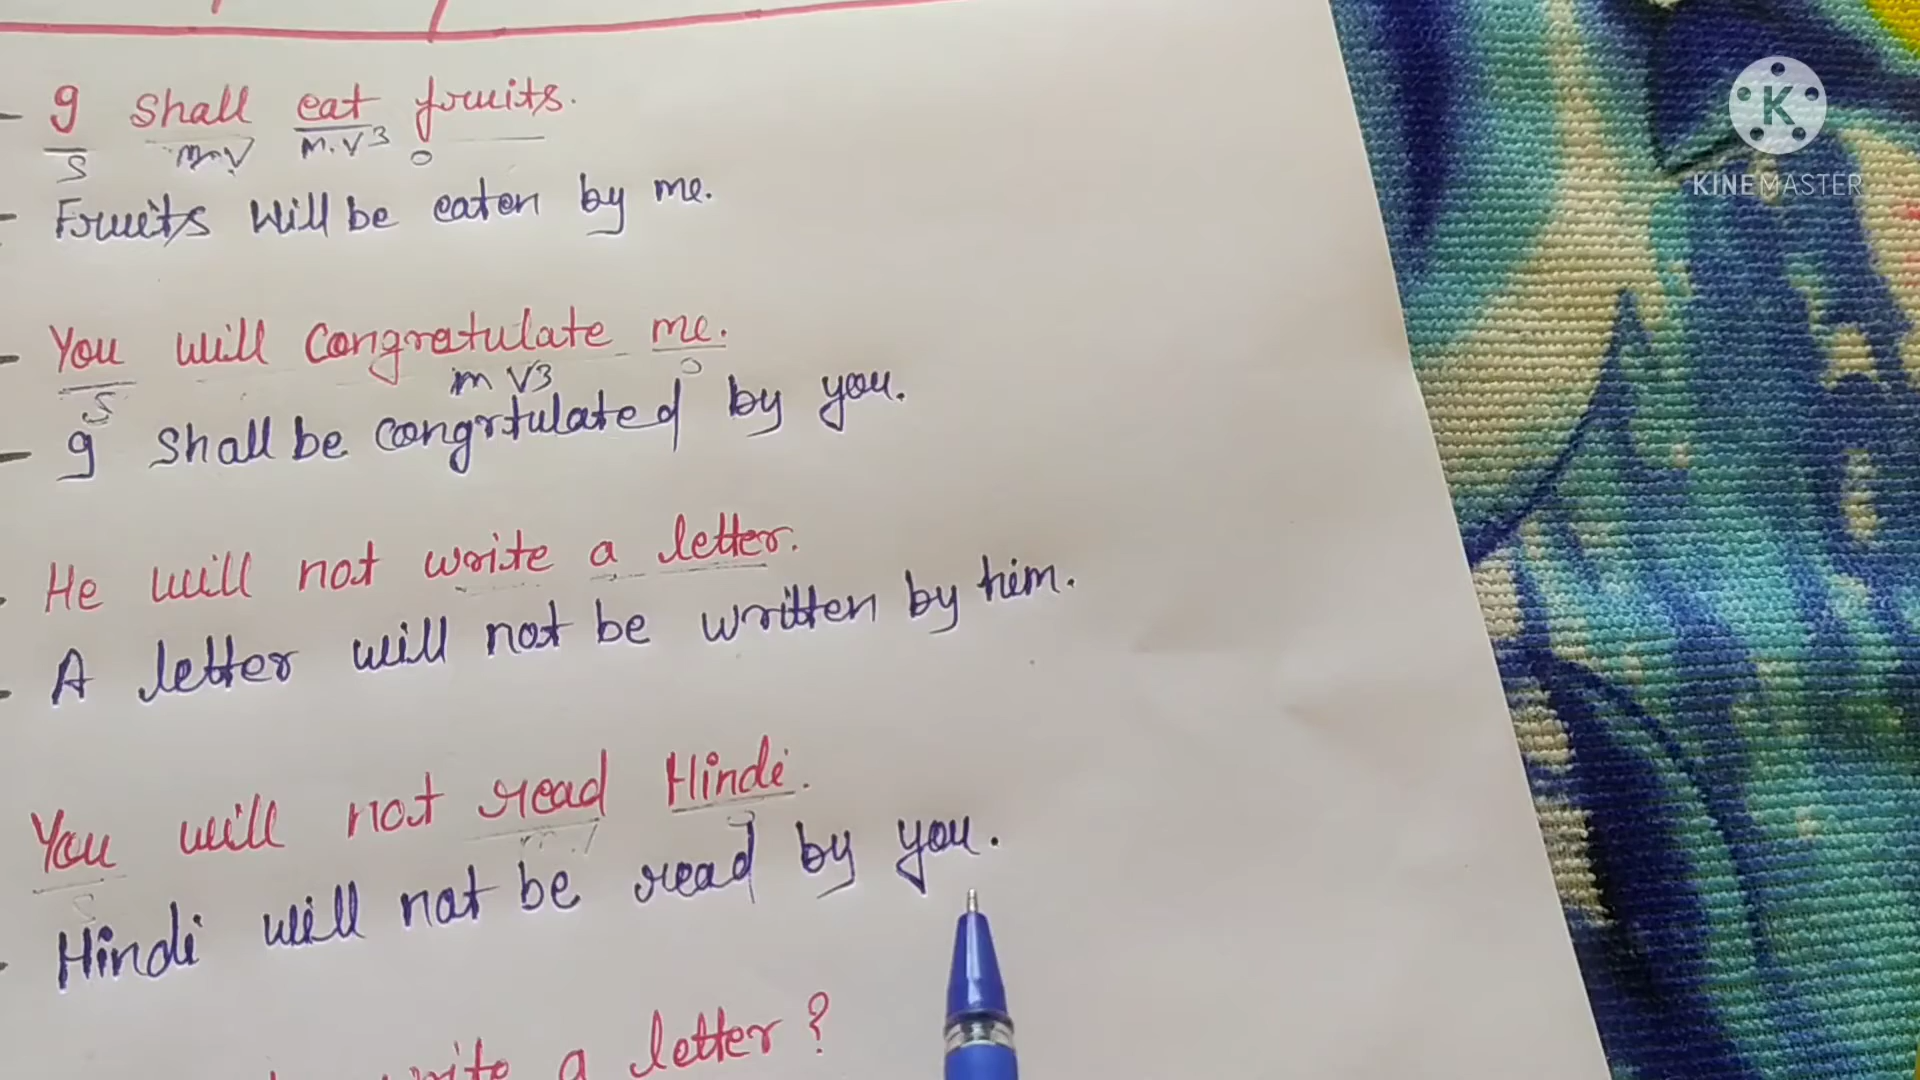 - I shall eat fruits.
S m.v M.V3 O
- Fruits will be eaten by me.
- You will congratulate me.
S m V3 O
- I shall be congrtulated by you.
- He will not write a letter.
- A letter will not be written by him.
You will not read Hindi.
S
- Hindi will not be read by you.
write a letter?
K
KINEMASTER